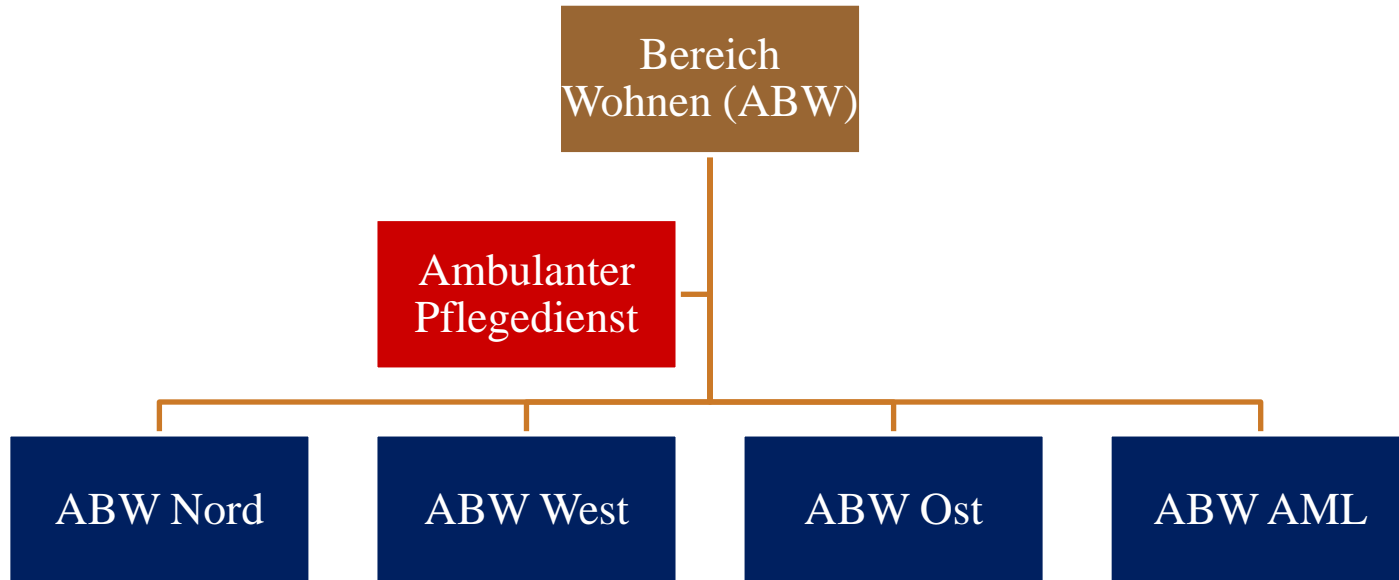 Bereich
Wohnen (ABW)
Ambulanter
Pflegedienst
ABW Nord
ABW West
ABW Ost
ABW AML